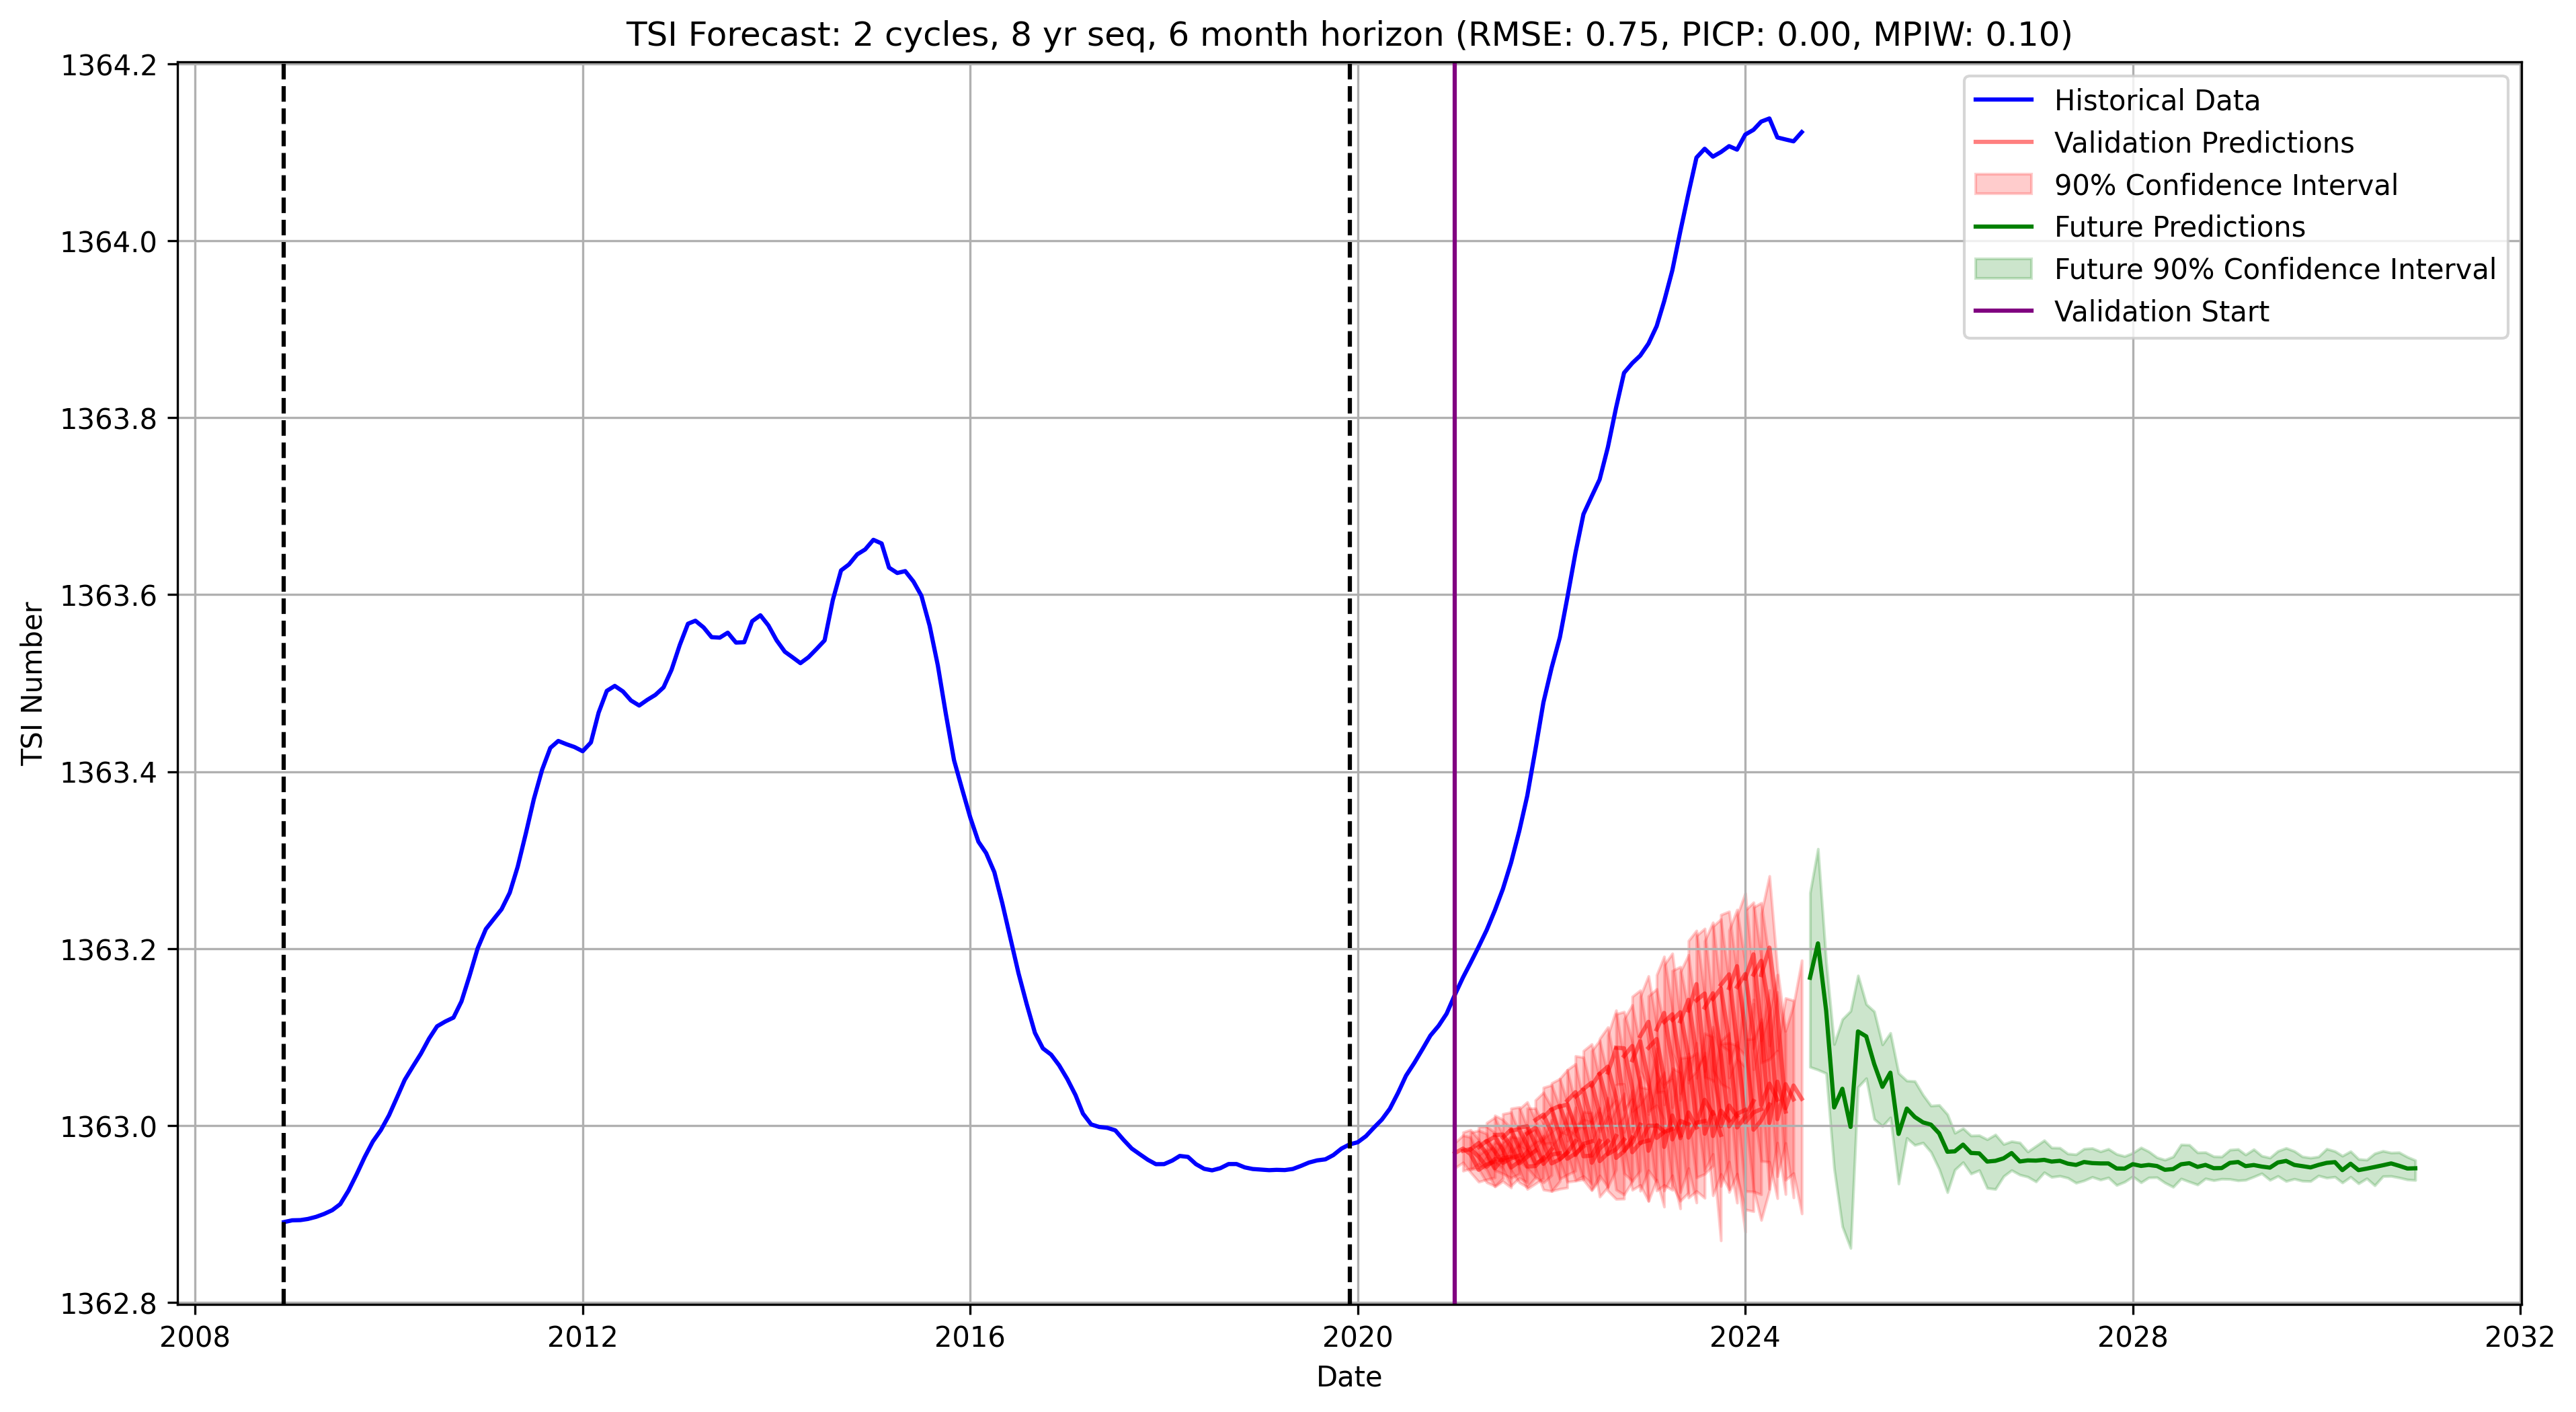 TSI Forecast: 2 cycles, 8 yr seq, 6 month horizon (RMSE: 0.75, PICP: 0.00, MPIW: 0.10)
1364.2
1364.0
1363.8
1363.6
1363.4
1363.2
1363.0
1362.8
TSI Number
Historical Data
Validation Predictions
90% Confidence Interval
Future Predictions
Future 90% Confidence Interval
Validation Start
2008 2012 2016 2020 2024 2028 2032
Date